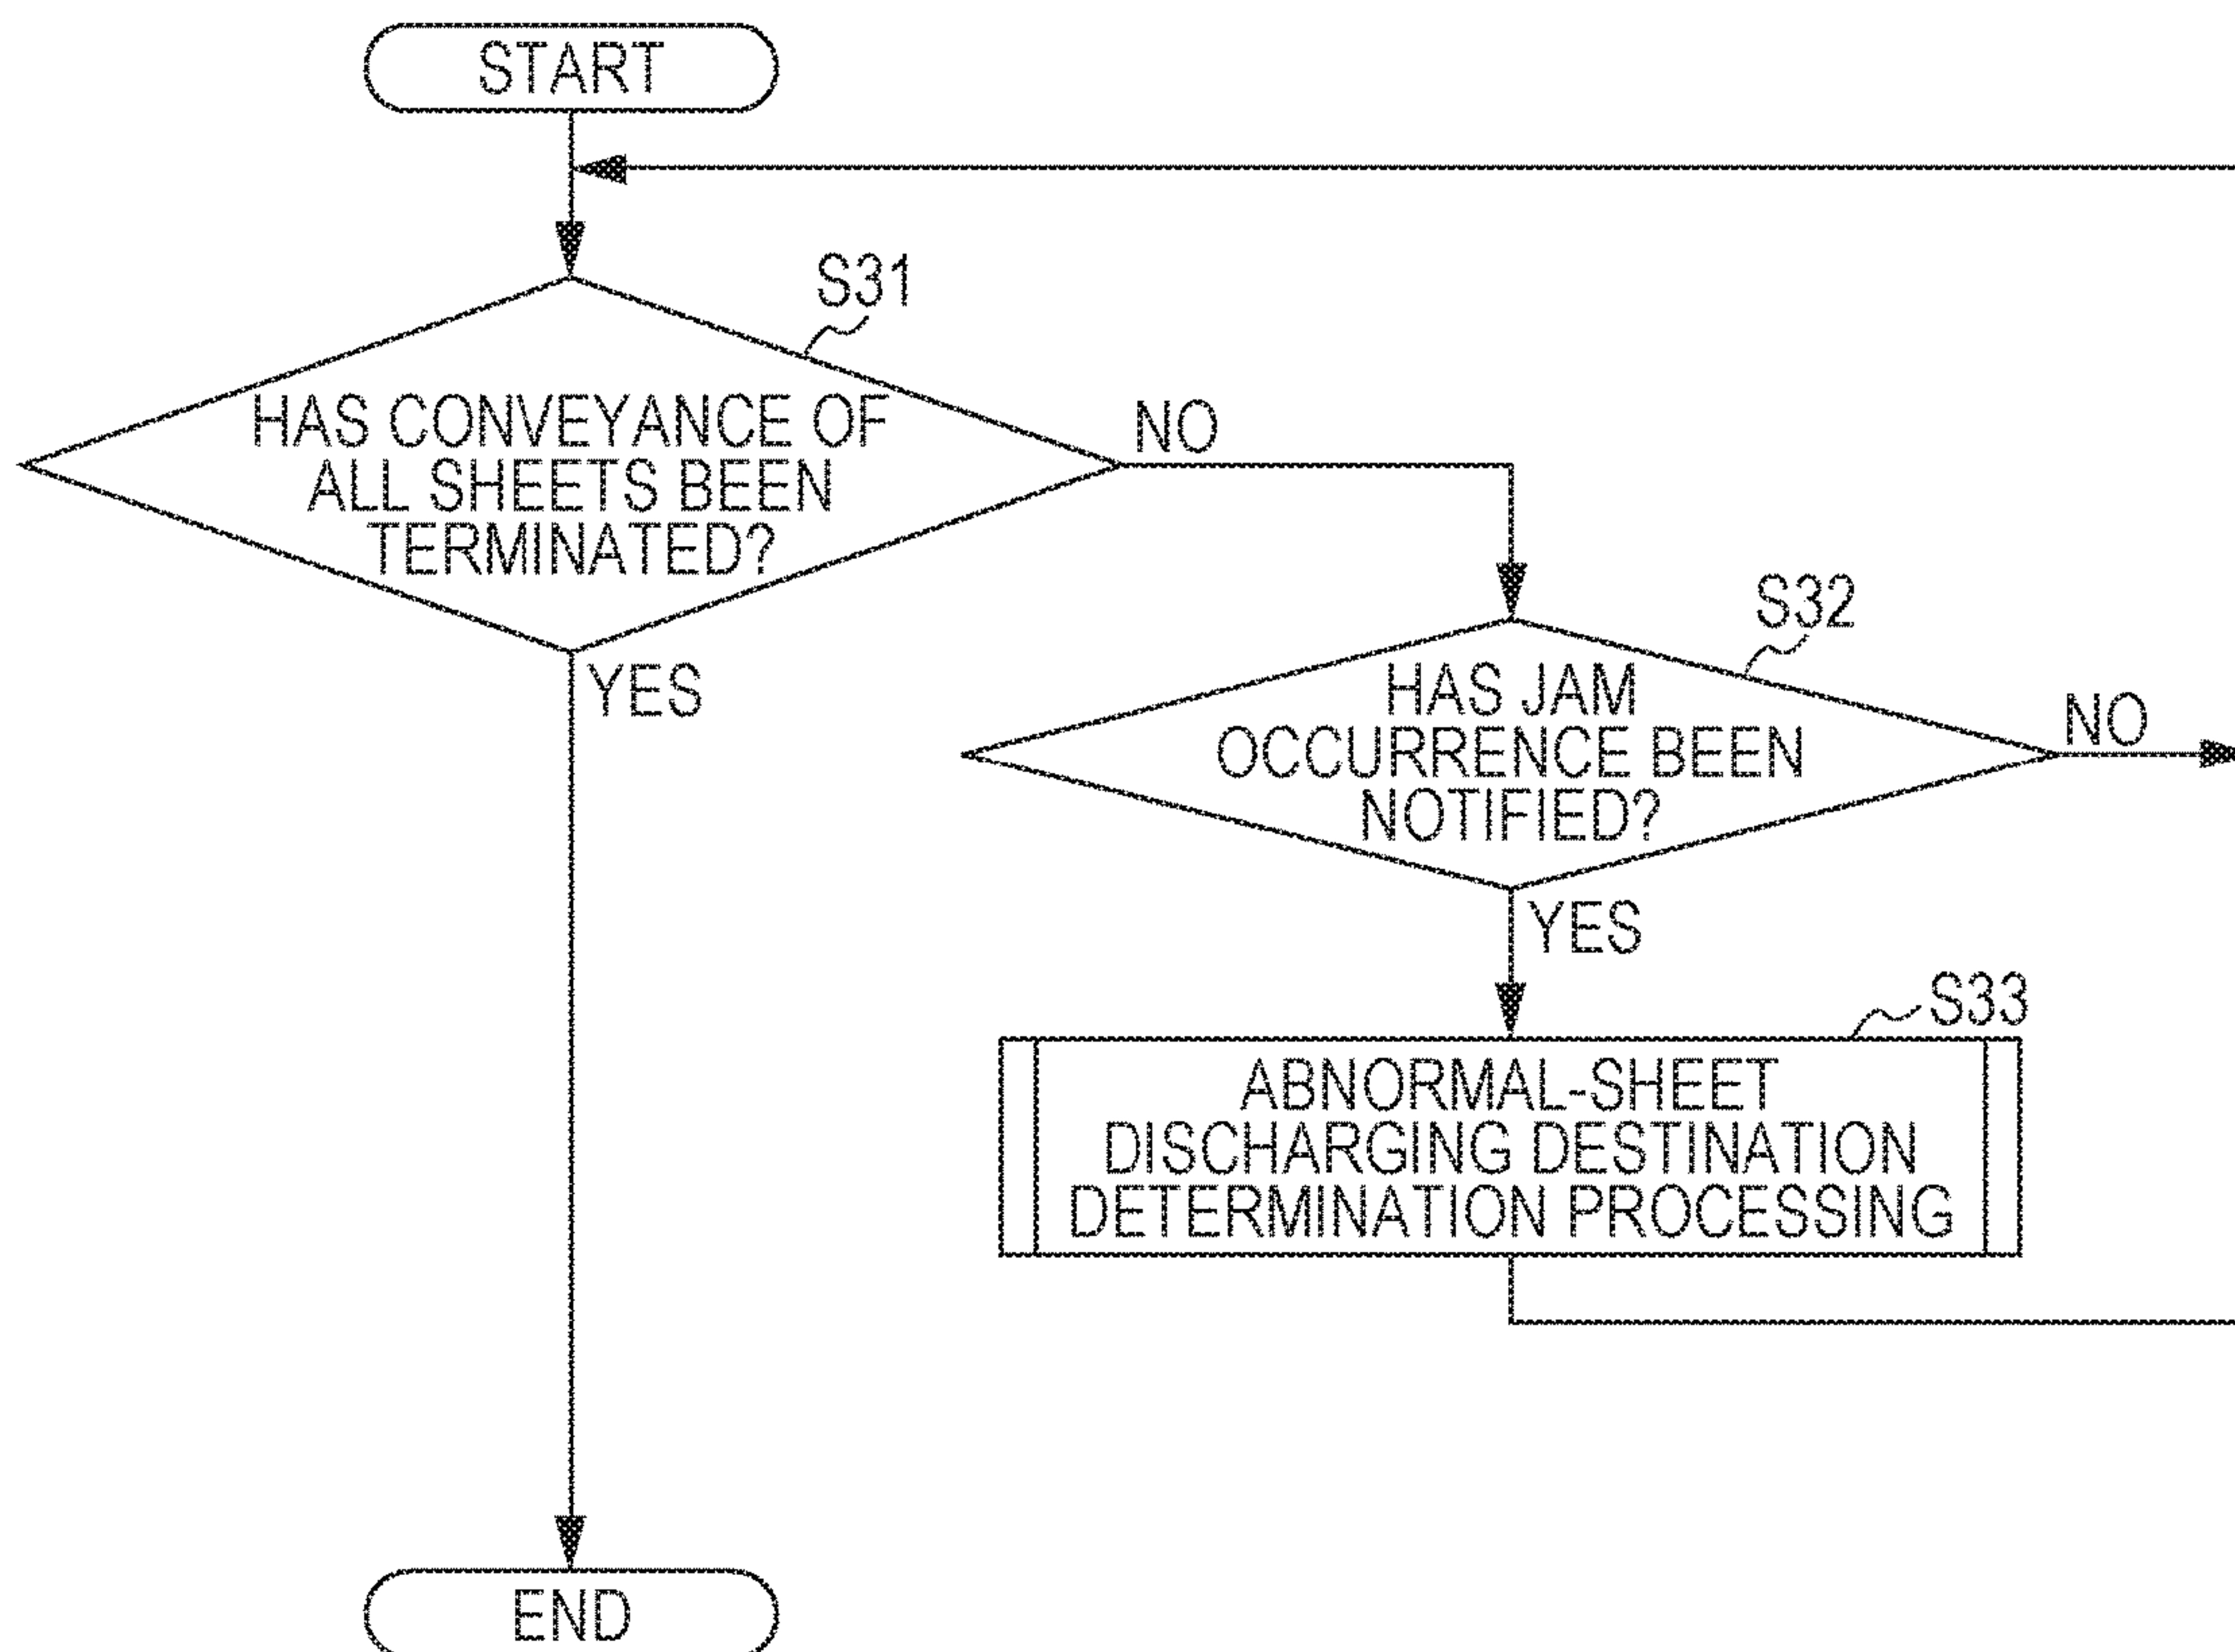 START
S31
HAS CONVEYANCE OF
ALL SHEETS BEEN
TERMINATED?
NO
YES
S32
HAS JAM
OCCURRENCE BEEN
NOTIFIED?
NO
YES
S33
ABNORMAL-SHEET
DISCHARGING DESTINATION
DETERMINATION PROCESSING
END